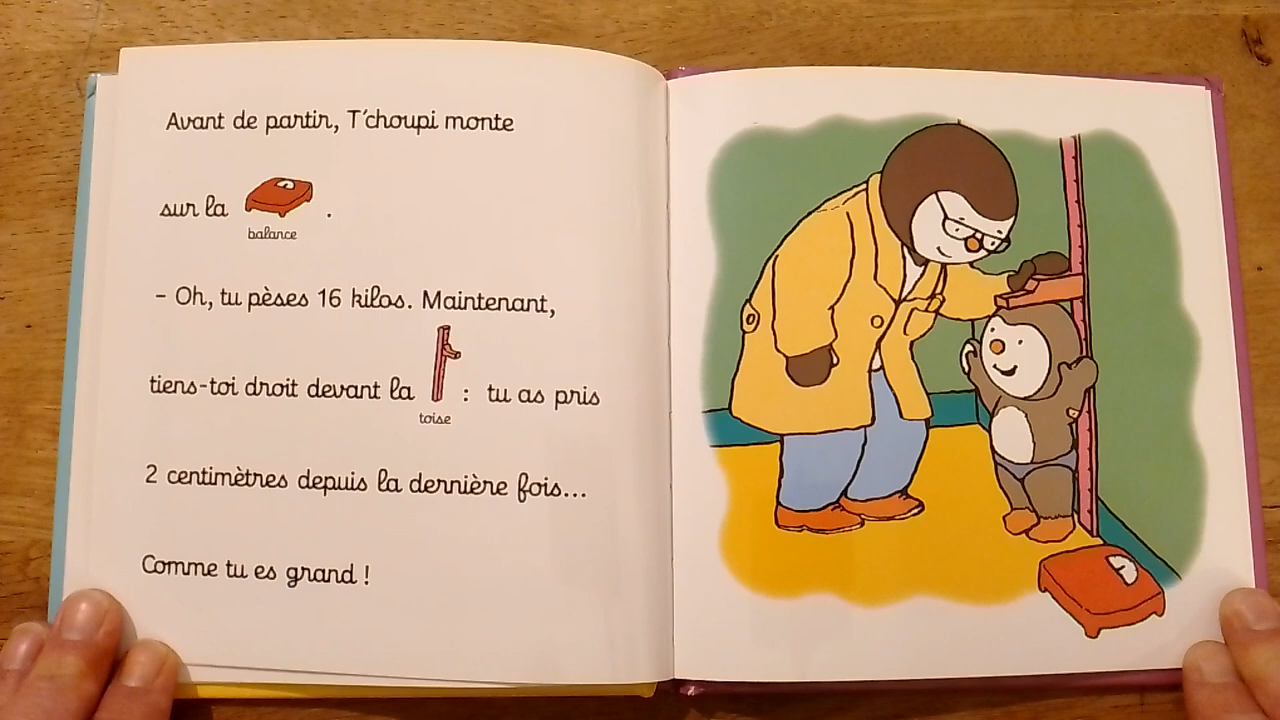 Avant de partir, T'choupi monte
sur la .
balance
– Oh, tu pèses 16 kilos. Maintenant,
tiens-toi droit devant la : tu as pris
toise
2 centimètres depuis la dernière fois...
Comme tu es grand !